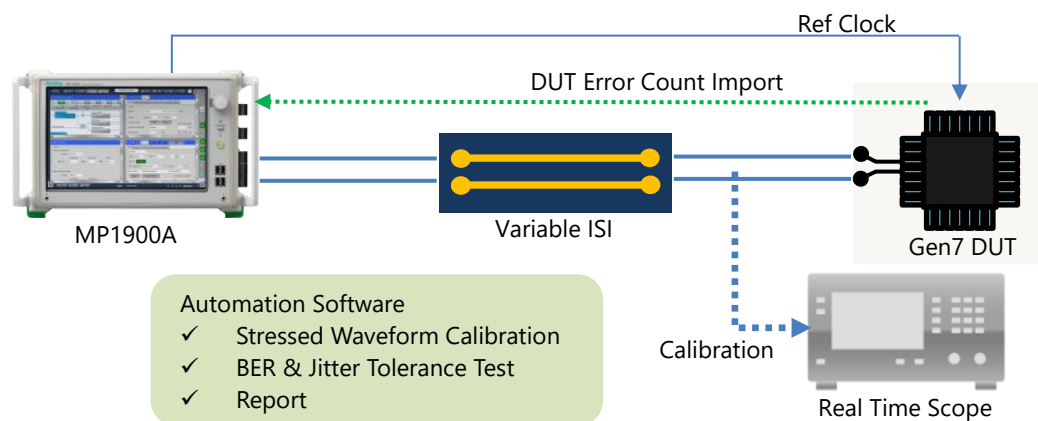 Ref Clock
DUT Error Count Import
MP1900A
Variable ISI
Gen7 DUT
Automation Software
✓ Stressed Waveform Calibration
✓ BER & Jitter Tolerance Test
✓ Report
Calibration
Real Time Scope